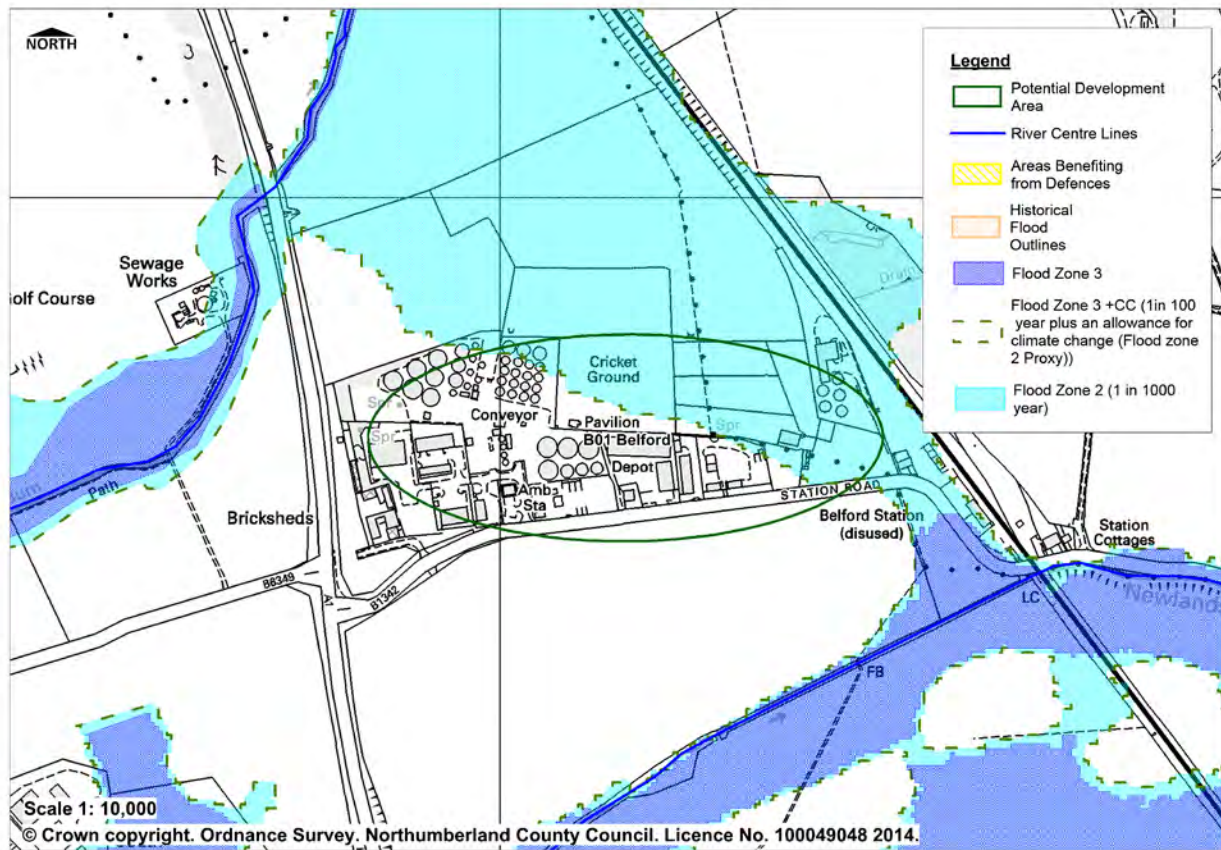 NORTH
Legend
Potential Development
Area
River Centre Lines
Areas Benefiting
from Defences
Historical
Flood
Outlines
Flood Zone 3
Flood Zone 3 +CC (1in 100
year plus an allowance for
climate change (Flood zone
2 Proxy))
Flood Zone 2 (1 in 1000
year)
Sewage
Works
olf Course
Drain
Cricket
Ground
Spr
Conveyor
Pavilion
Spr
Spr
B01 Belford
Depot
Amb
Sta
STATION ROAD
Path
Bricksheds
Belford Station
(disused)
Station
Cottages
B6349
A1
B1342
LC
Newland
FB
Scale 1: 10,000
© Crown copyright. Ordnance Survey. Northumberland County Council. Licence No. 100049048 2014.